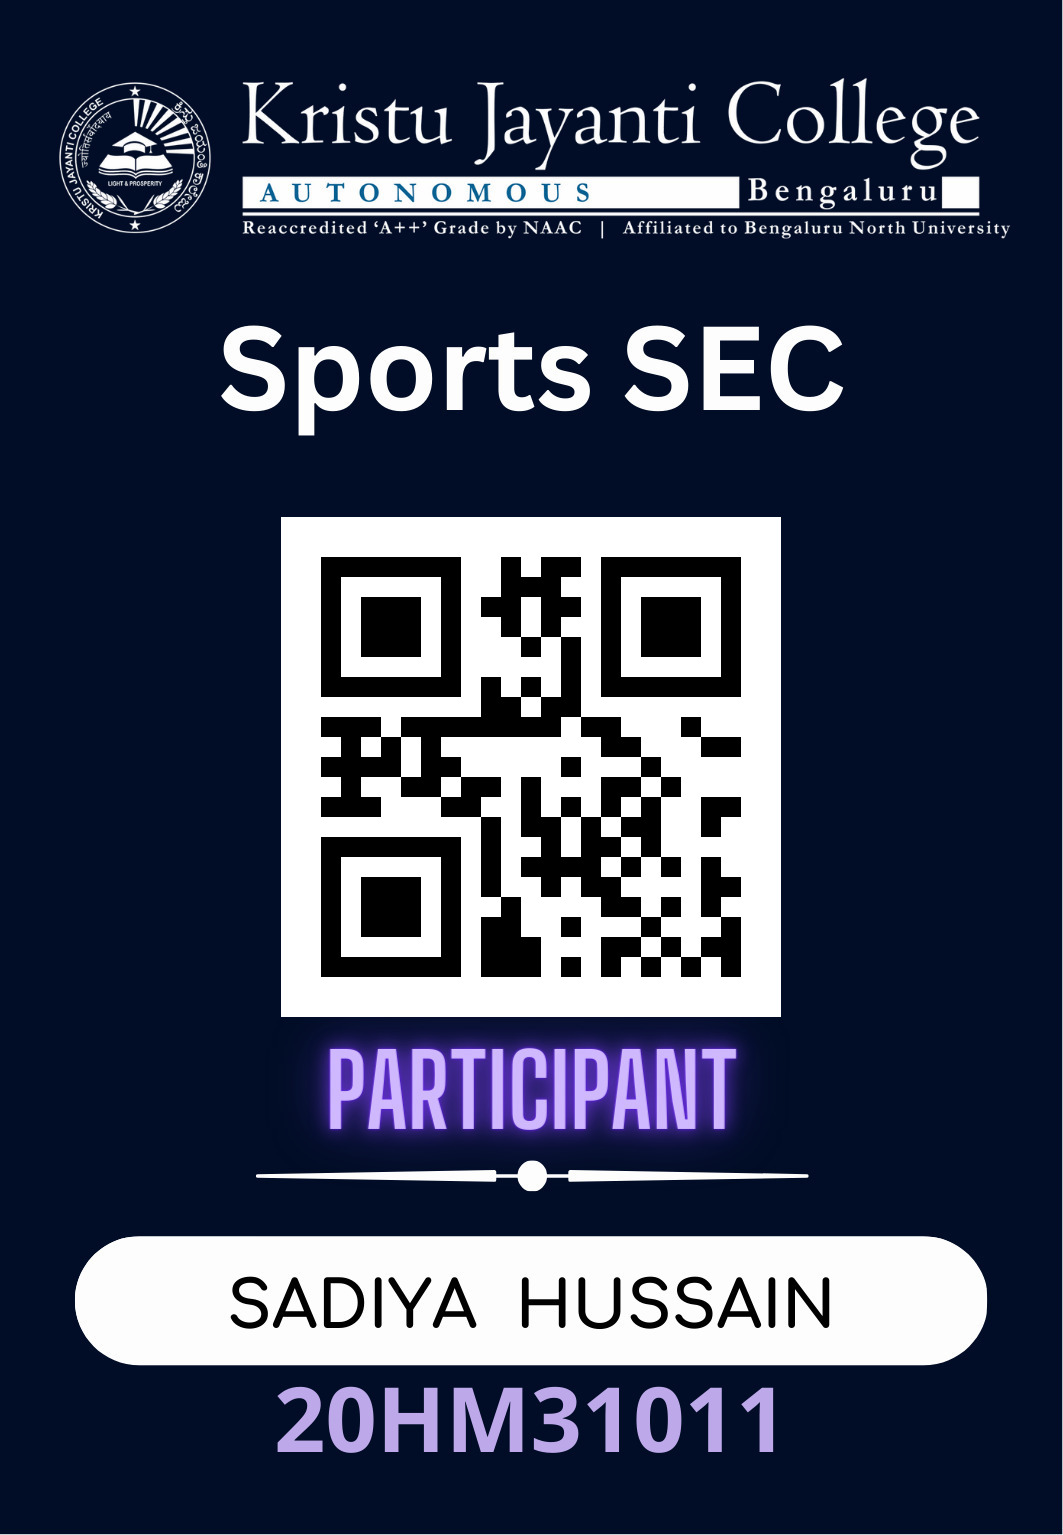 Kristu Jayanti College
AUTONOMOUS Bengaluru
Reaccredited ‘A++’ Grade by NAAC | Affiliated to Bengaluru North University
KRISTU JAYANTI COLLEGE
LIGHT & PROSPERITY
Sports SEC
PARTICIPANT
SADIYA HUSSAIN
20HM31011